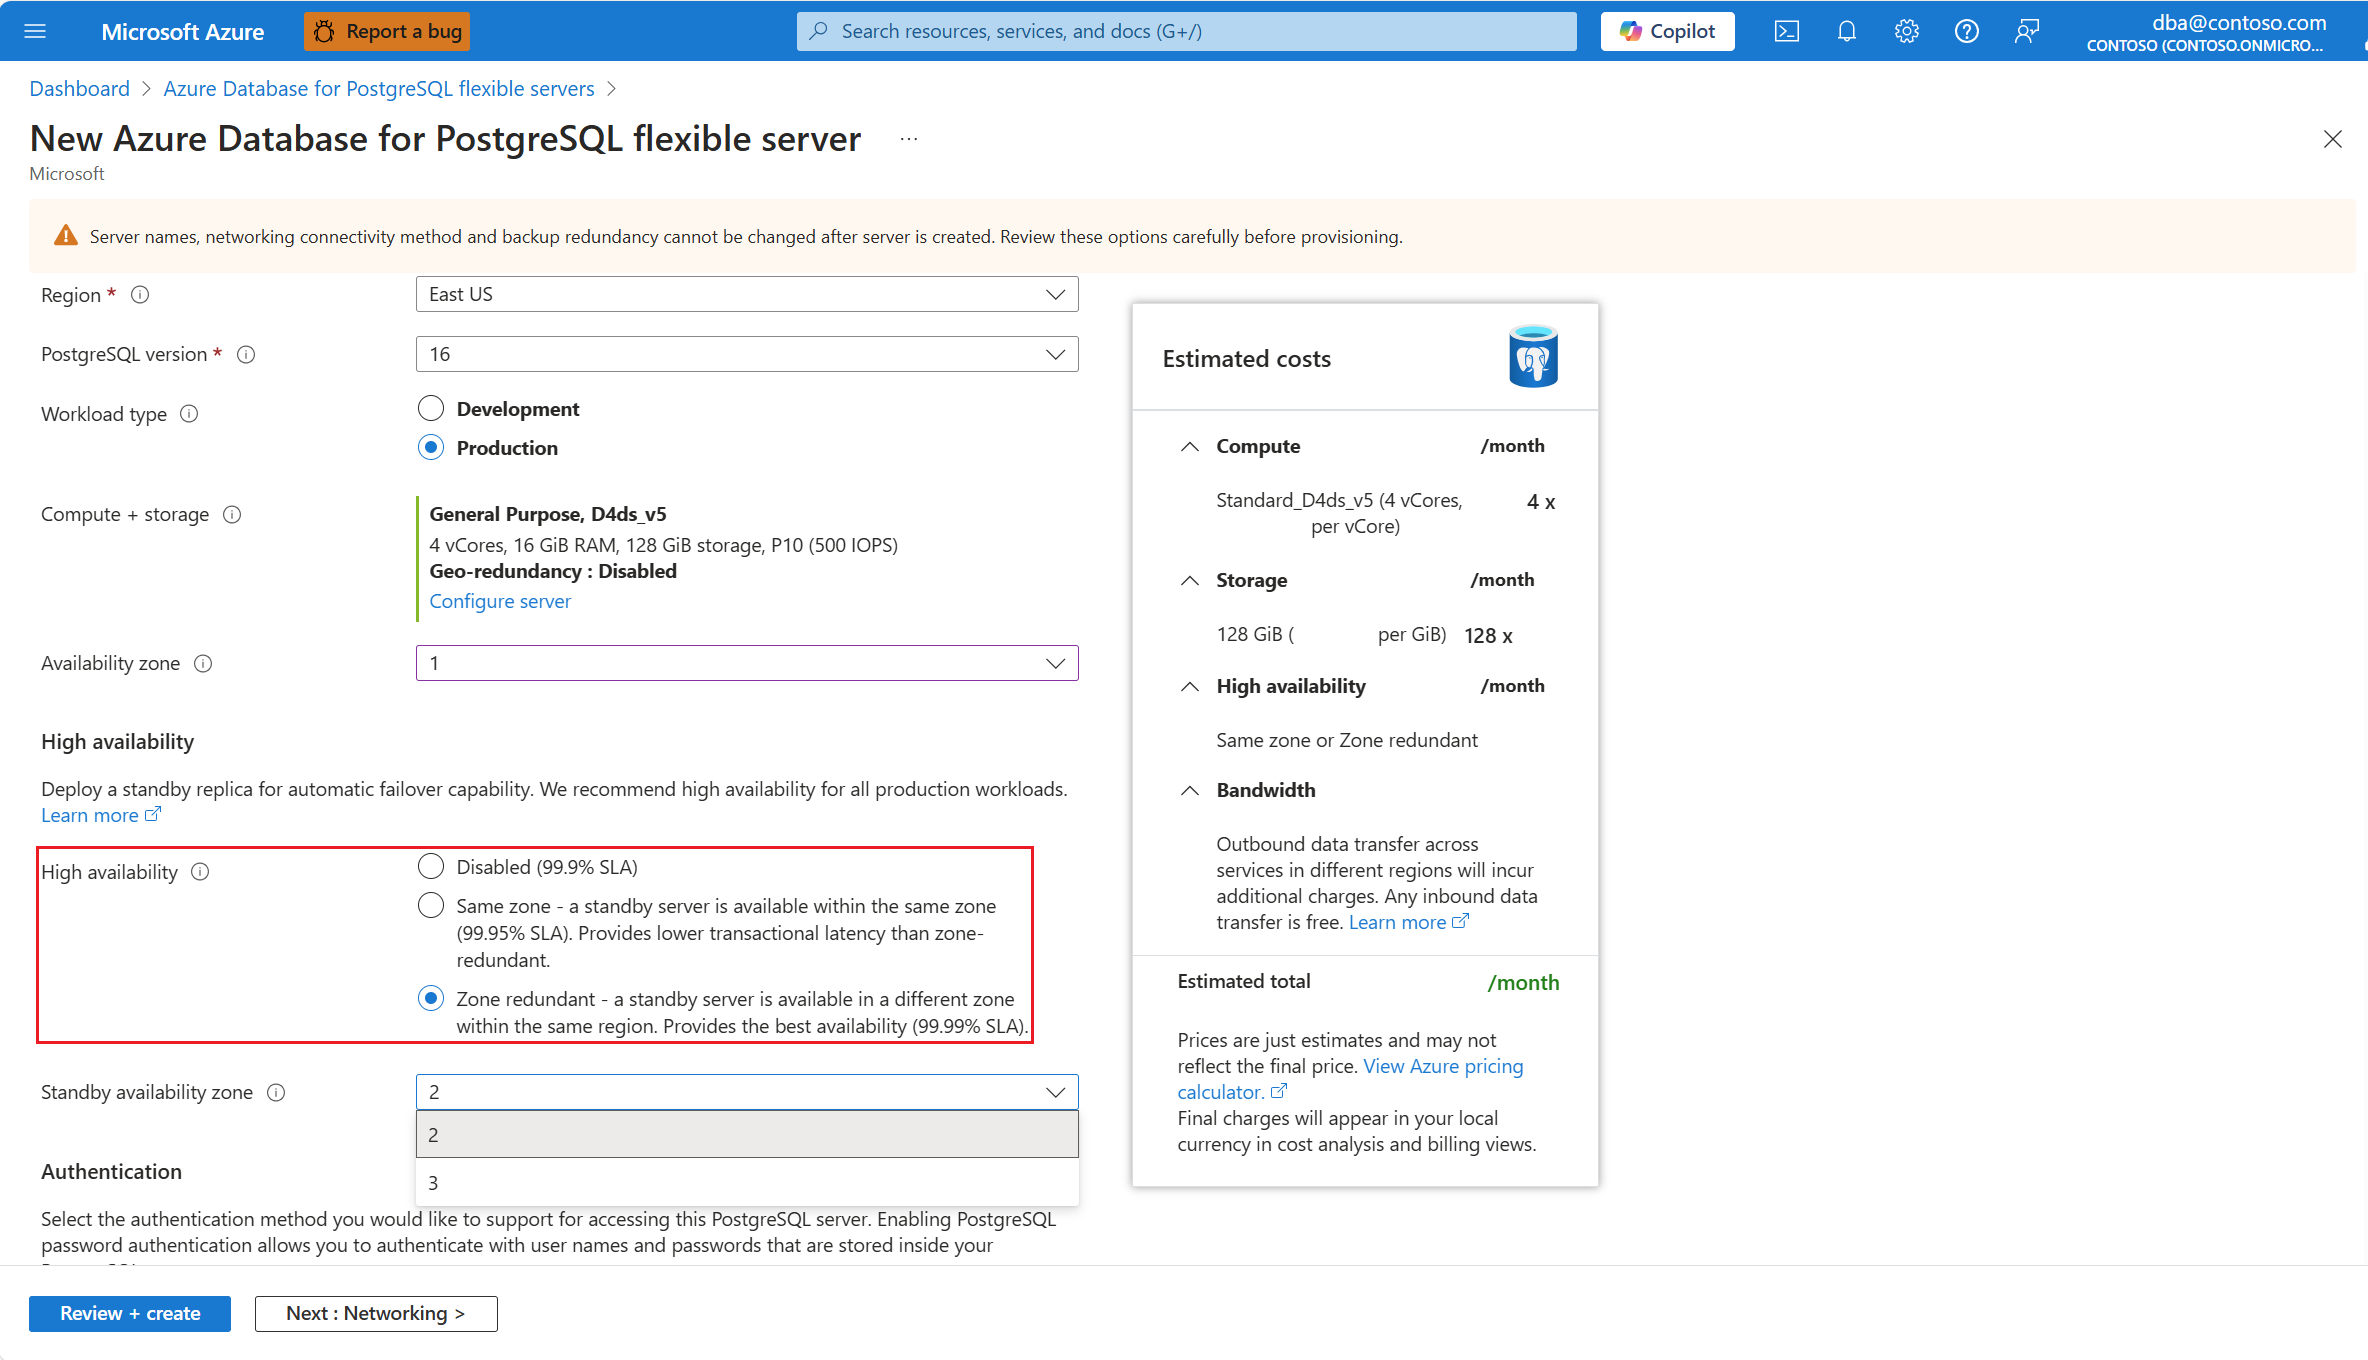 Microsoft Azure
Report a bug
Search resources, services, and docs (G+/)
Copilot
dba@contoso.com
CONTOSO (CONTOSO.ONMICRO...
Dashboard > Azure Database for PostgreSQL flexible servers >
New Azure Database for PostgreSQL flexible server ...
Microsoft
Server names, networking connectivity method and backup redundancy cannot be changed after server is created. Review these options carefully before provisioning.
Region *
East US
PostgreSQL version *
16
Workload type
Development
Production
Compute + storage
General Purpose, D4ds_v5
4 vCores, 16 GiB RAM, 128 GiB storage, P10 (500 IOPS)
Geo-redundancy : Disabled
Configure server
Availability zone
1
High availability
Deploy a standby replica for automatic failover capability. We recommend high availability for all production workloads.
Learn more
High availability
Disabled (99.9% SLA)
Same zone - a standby server is available within the same zone
(99.95% SLA). Provides lower transactional latency than zone-
redundant.
Zone redundant - a standby server is available in a different zone
within the same region. Provides the best availability (99.99% SLA).
Standby availability zone
2
2
3
Authentication
Select the authentication method you would like to support for accessing this PostgreSQL server. Enabling PostgreSQL
password authentication allows you to authenticate with user names and passwords that are stored inside your
Estimated costs
Compute /month
Standard_D4ds_v5 (4 vCores, 4 x
per vCore)
Storage /month
128 GiB ( per GiB) 128 x
High availability /month
Same zone or Zone redundant
Bandwidth
Outbound data transfer across
services in different regions will incur
additional charges. Any inbound data
transfer is free. Learn more
Estimated total /month
Prices are just estimates and may not
reflect the final price. View Azure pricing
calculator.
Final charges will appear in your local
currency in cost analysis and billing views.
Review + create
Next : Networking >